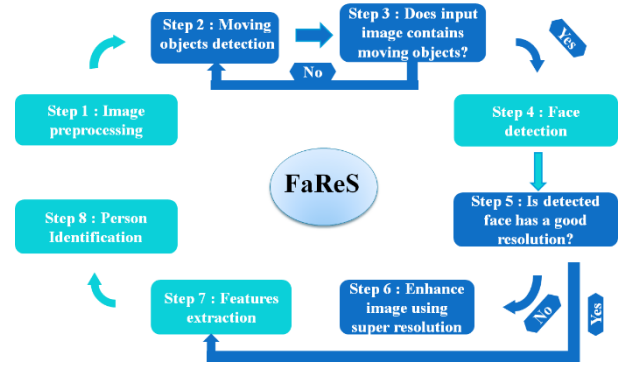 Step 2 : Moving
objects detection
Step 3 : Does input
image contains
moving objects?
Yes
No
Step 1 : Image
preprocessing
Step 4 : Face
detection
FaReS
Step 8 : Person
Identification
Step 5 : Is detected
face has a good
resolution?
Step 7 : Features
extraction
Step 6 : Enhance
image using
super resolution
No
Yes